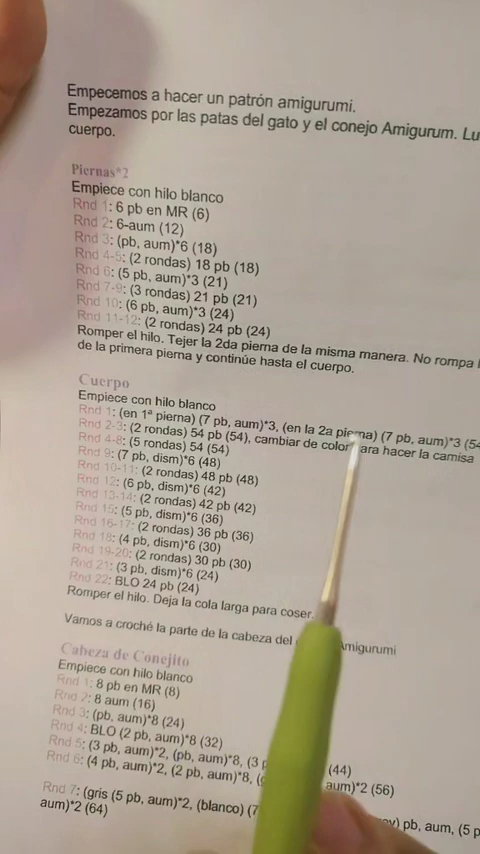 Empecemos a hacer un patrón amigurumi.
Empezamos por las patas del gato y el conejo Amigurum. Lu
cuerpo.
Piernas*2
Empiece con hilo blanco
Rnd 1: 6 pb en MR (6)
Rnd 2: 6-aum (12)
Rnd 3: (pb, aum)*6 (18)
Rnd 4-5: (2 rondas) 18 pb (18)
Rnd 6: (5 pb, aum)*3 (21)
Rnd 7-9: (3 rondas) 21 pb (21)
Rnd 10: (6 pb, aum)*3 (24)
Rnd 11-12: (2 rondas) 24 pb (24)
Romper el hilo. Tejer la 2da pierna de la misma manera. No rompa
de la primera pierna y continúe hasta el cuerpo.
Cuerpo
Empiece con hilo blanco
Rnd 1: (en 1ª pierna) (7 pb, aum)*3, (en la 2a pierna) (7 pb, aum)*3 (54
Rnd 2-3: (2 rondas) 54 pb (54), cambiar de color para hacer la camisa
Rnd 4-8: (5 rondas) 54 (54)
Rnd 9: (7 pb, dism)*6 (48)
Rnd 10-11: (2 rondas) 48 pb (48)
Rnd 12: (6 pb, dism)*6 (42)
Rnd 13-14: (2 rondas) 42 pb (42)
Rnd 15: (5 pb, dism)*6 (36)
Rnd 16-17: (2 rondas) 36 pb (36)
Rnd 18: (4 pb, dism)*6 (30)
Rnd 19-20: (2 rondas) 30 pb (30)
Rnd 21: (3 pb, dism)*6 (24)
Rnd 22: BLO 24 pb (24)
Romper el hilo. Deja la cola larga para coser.
Vamos a croché la parte de la cabeza del Amigurumi
Cabeza de Conejito
Empiece con hilo blanco
Rnd 1: 8 pb en MR (8)
Rnd 2: 8 aum (16)
Rnd 3: (pb, aum)*8 (24)
Rnd 4: BLO (2 pb, aum)*8 (32)
Rnd 5: (3 pb, aum)*2, (pb, aum)*8, (3 (44)
Rnd 6: (4 pb, aum)*2, (2 pb, aum)*8, aum)*2 (56)
Rnd 7: (gris (5 pb, aum)*2, (blanco) (7 pb, aum, (5 p
aum)*2 (64)